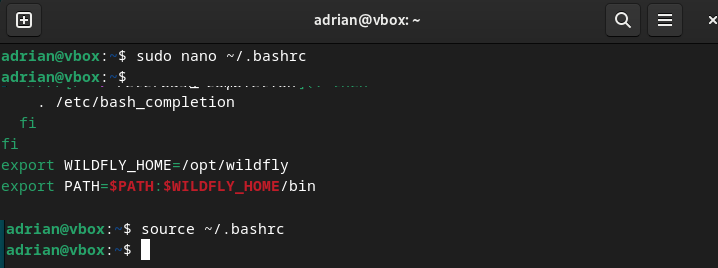 adrian@vbox: ~
adrian@vbox:~$ sudo nano ~/.bashrc
adrian@vbox:~$
. /etc/bash_completion
fi
fi
export WILDFLY_HOME=/opt/wildfly
export PATH=$PATH:$WILDFLY_HOME/bin
adrian@vbox:~$ source ~/.bashrc
adrian@vbox:~$